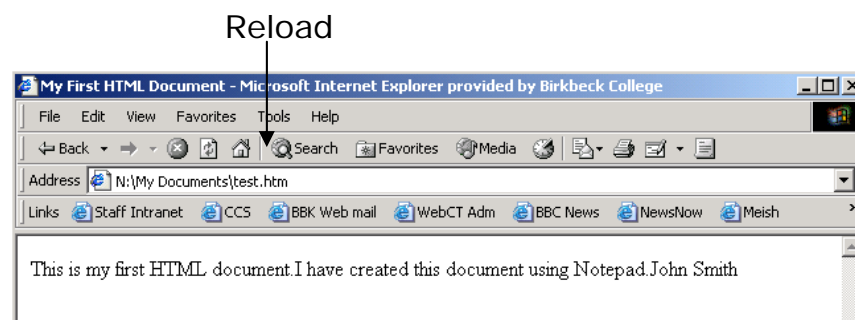 Reload
My First HTML Document - Microsoft Internet Explorer provided by Birkbeck College
File Edit View Favorites Tools Help
Back Search Favorites Media
Address N:\My Documents\test.htm
Links Staff Intranet CCS BBK Web mail WebCT Adm BBC News NewsNow Meish
This is my first HTML document.I have created this document using Notepad.John Smith